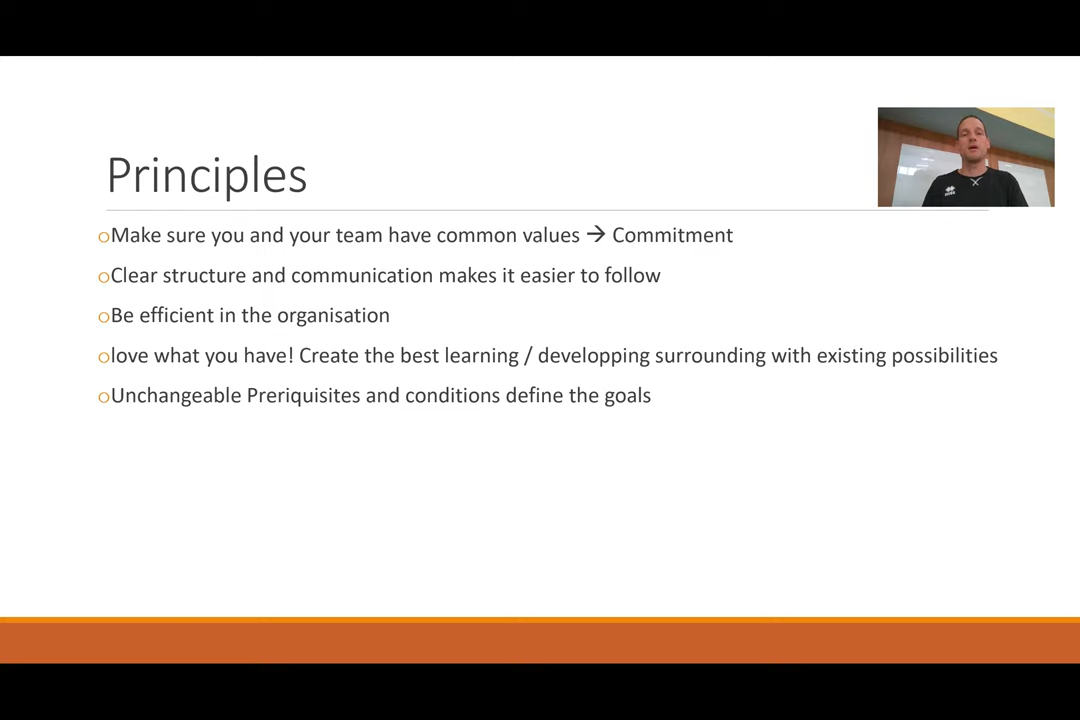 Principles
oMake sure you and your team have common values → Commitment
oClear structure and communication makes it easier to follow
oBe efficient in the organisation
olove what you have! Create the best learning / developping surrounding with existing possibilities
oUnchangeable Preriquisites and conditions define the goals